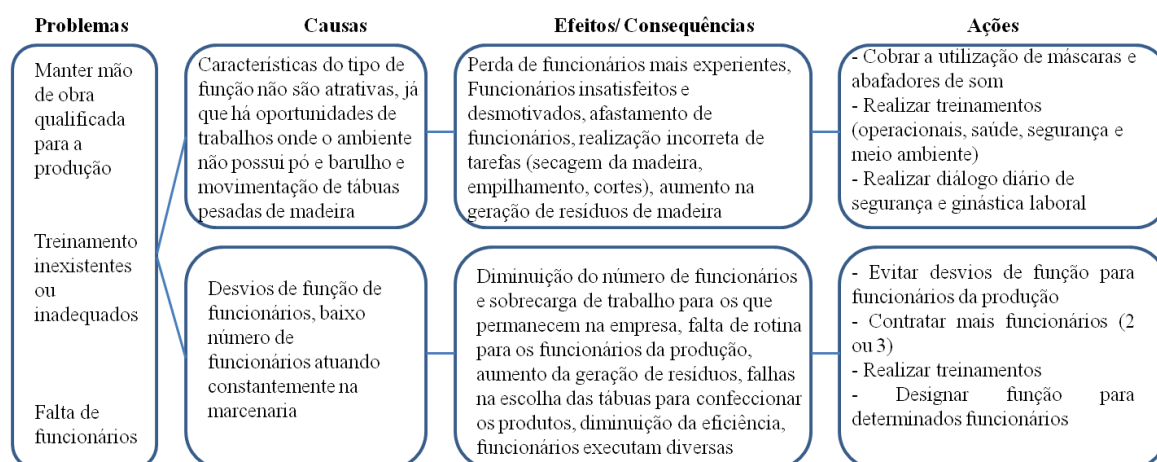 Problemas
Causas
Efeitos/ Consequências
Ações
Manter mão
de obra
qualificada
para a
produção
Treinamento
inexistentes
ou
inadequados
Falta de
funcionários
Características do tipo de
função não são atrativas, já
que há oportunidades de
trabalhos onde o ambiente
não possui pó e barulho e
movimentação de tábuas
pesadas de madeira
Perda de funcionários mais experientes,
Funcionários insatisfeitos e
desmotivados, afastamento de
funcionários, realização incorreta de
tarefas (secagem da madeira,
empilhamento, cortes), aumento na
geração de resíduos de madeira
- Cobrar a utilização de máscaras e
abafadores de som
- Realizar treinamentos
(operacionais, saúde, segurança e
meio ambiente)
- Realizar diálogo diário de
segurança e ginástica laboral
Desvios de função de
funcionários, baixo
número de
funcionários atuando
constantemente na
marcenaria
Diminuição do número de funcionários
e sobrecarga de trabalho para os que
permanecem na empresa, falta de rotina
para os funcionários da produção,
aumento da geração de resíduos, falhas
na escolha das tábuas para confeccionar
os produtos, diminuição da eficiência,
funcionários executam diversas
- Evitar desvios de função para
funcionários da produção
- Contratar mais funcionários (2
ou 3)
- Realizar treinamentos
- Designar função para
determinados funcionários